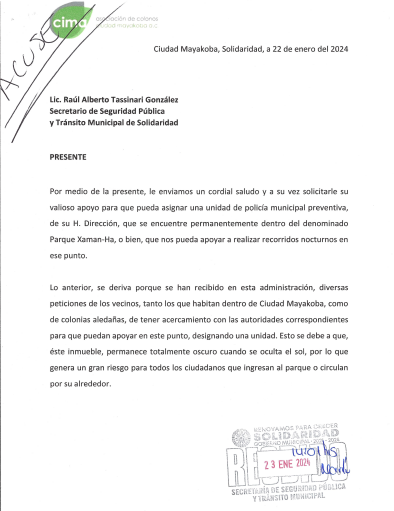 ACUSE
cima
asociación de colonos
ciudad mayakoba a.c.
Ciudad Mayakoba, Solidaridad, a 22 de enero del 2024
Lic. Raúl Alberto Tassinari González
Secretario de Seguridad Pública
y Tránsito Municipal de Solidaridad
PRESENTE
Por medio de la presente, le enviamos un cordial saludo y a su vez solicitarle su
valioso apoyo para que pueda asignar una unidad de policía municipal preventiva,
de su H. Dirección, que se encuentre permanentemente dentro del denominado
Parque Xaman-Ha, o bien, que nos pueda apoyar a realizar recorridos nocturnos en
ese punto.
Lo anterior, se deriva porque se han recibido en esta administración, diversas
peticiones de los vecinos, tanto los que habitan dentro de Ciudad Mayakoba, como
de colonias aledañas, de tener acercamiento con las autoridades correspondientes
para que puedan apoyar en este punto, designando una unidad. Esto se debe a que,
éste inmueble, permanece totalmente oscuro cuando se oculta el sol, por lo que
genera un gran riesgo para todos los ciudadanos que ingresan al parque o circulan
por su alrededor.
RENOVAMOS PARA CRECER
SOLIDARIDAD
GOBIERNO MUNICIPAL 2021 - 2024
RECIBIDO
23 ENE 2024
SECRETARÍA DE SEGURIDAD PÚBLICA
Y TRÁNSITO MUNICIPAL